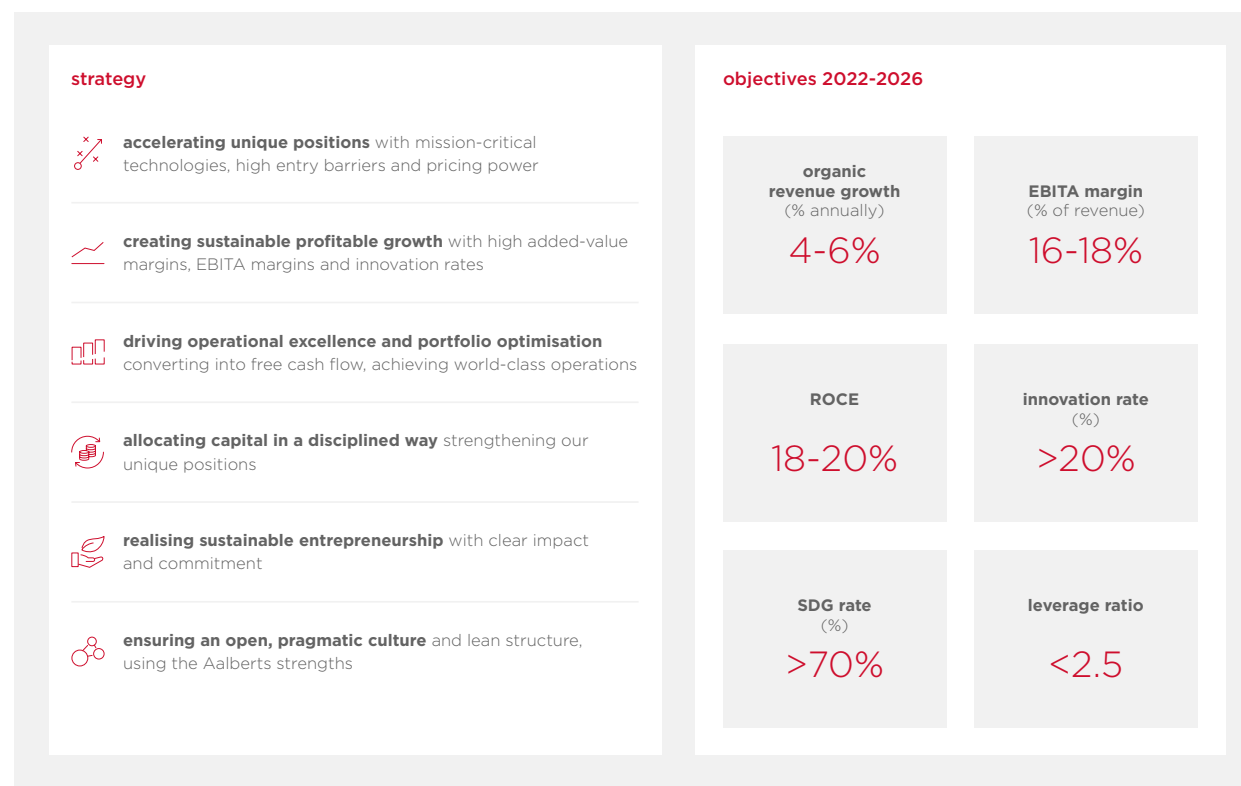 strategy
accelerating unique positions with mission-critical
technologies, high entry barriers and pricing power
creating sustainable profitable growth with high added-value
margins, EBITA margins and innovation rates
driving operational excellence and portfolio optimisation
converting into free cash flow, achieving world-class operations
allocating capital in a disciplined way strengthening our
unique positions
realising sustainable entrepreneurship with clear impact
and commitment
ensuring an open, pragmatic culture and lean structure,
using the Aalberts strengths
objectives 2022-2026
organic
revenue growth
(% annually)
4-6%
EBITA margin
(% of revenue)
16-18%
ROCE
18-20%
innovation rate
(%)
>20%
SDG rate
(%)
>70%
leverage ratio
<2.5